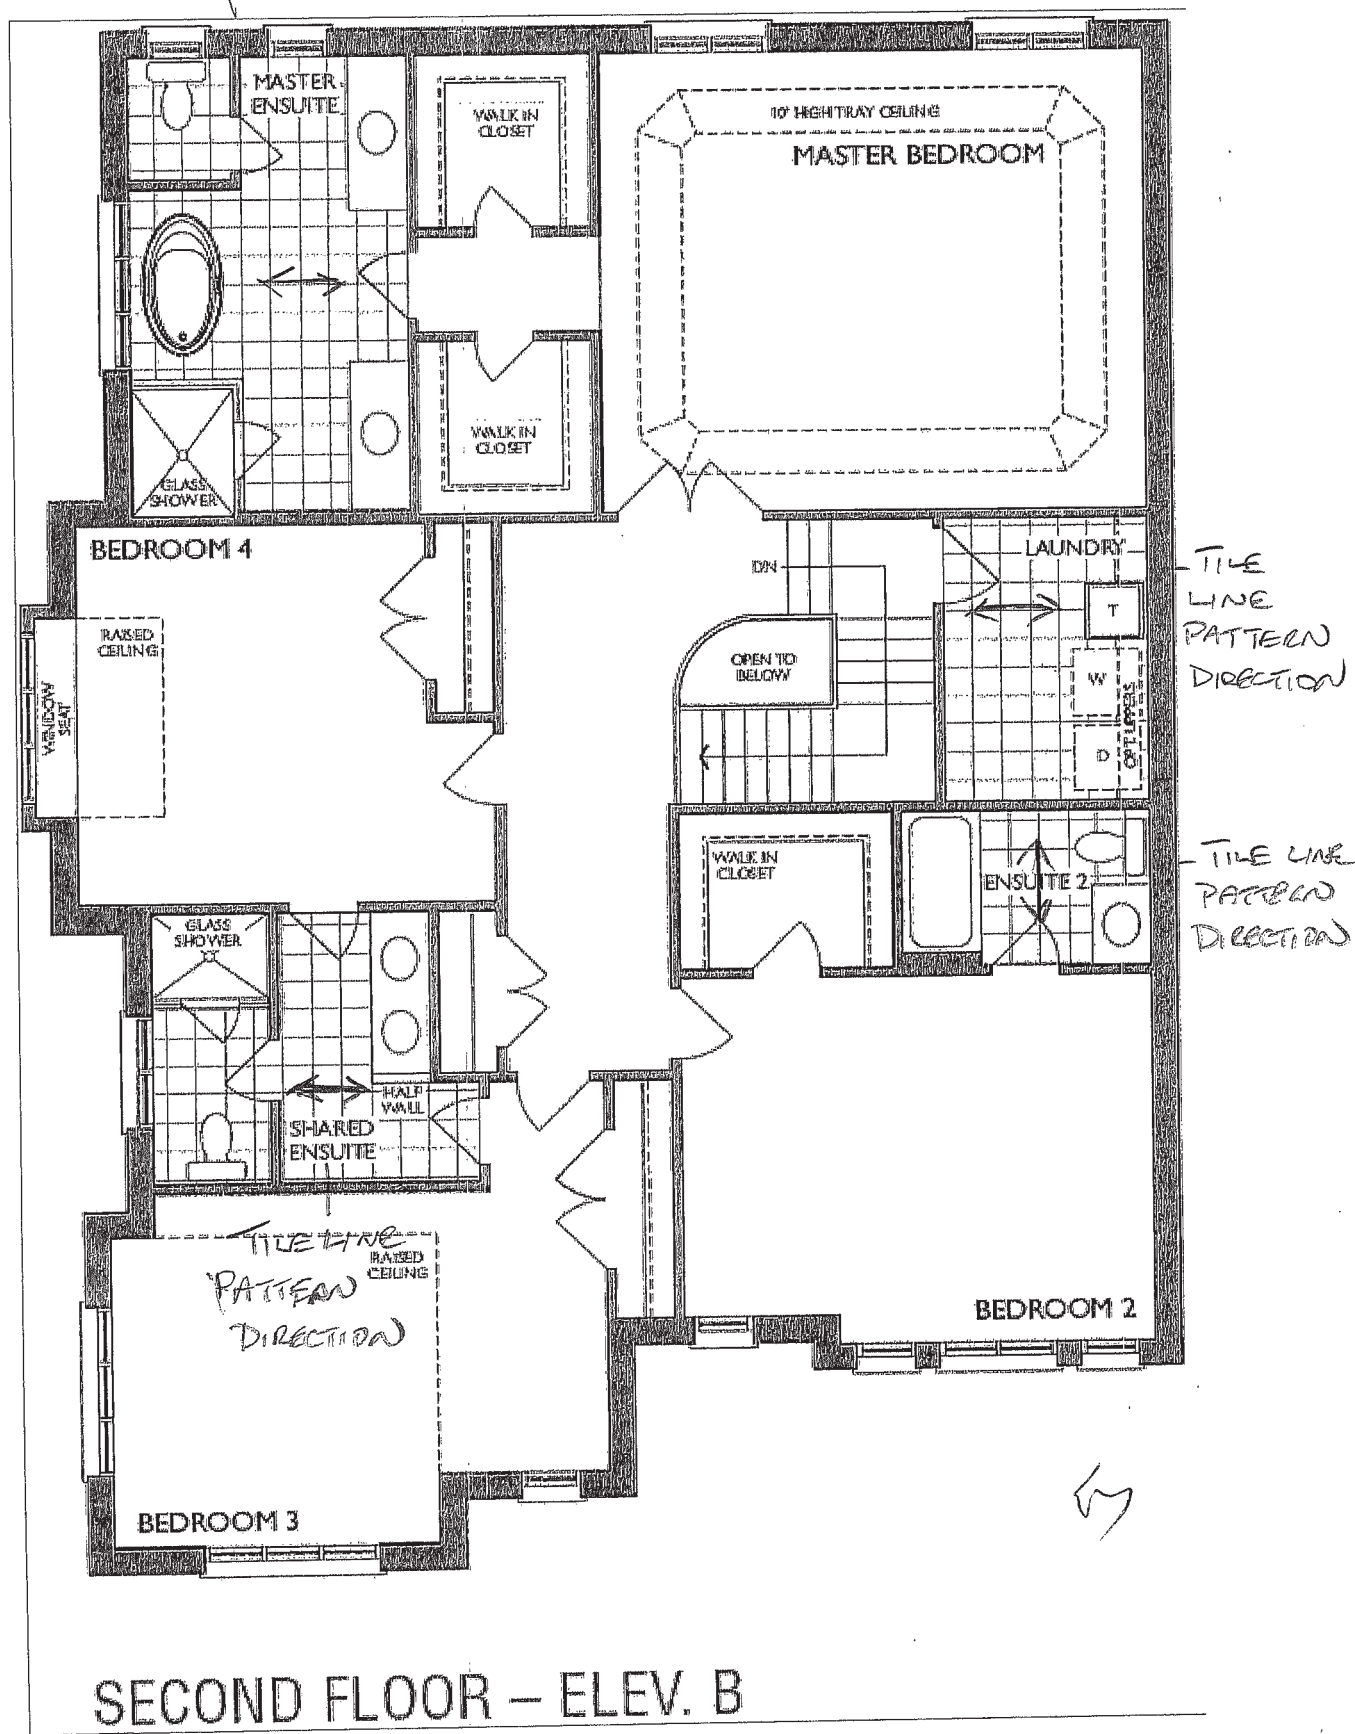 MASTER
ENSUITE
WALK IN
CLOSET
10' HIGH TRAY CEILING
MASTER BEDROOM
WALK IN
CLOSET
GLASS
SHOWER
BEDROOM 4
DN
LAUNDRY
TILE
LINE
PATTERN
DIRECTION
T
RAISED
CEILING
OPEN TO
BELOW
W
WINDOW
SEAT
OPT. UPPERS
D
WALK IN
CLOSET
ENSUITE 2
TILE LINE
PATTERN
DIRECTION
GLASS
SHOWER
HALF
WALL
SHARED
ENSUITE
TILE LINE
PATTERN
DIRECTION
RAISED
CEILING
BEDROOM 2
BEDROOM 3
SECOND FLOOR – ELEV. B